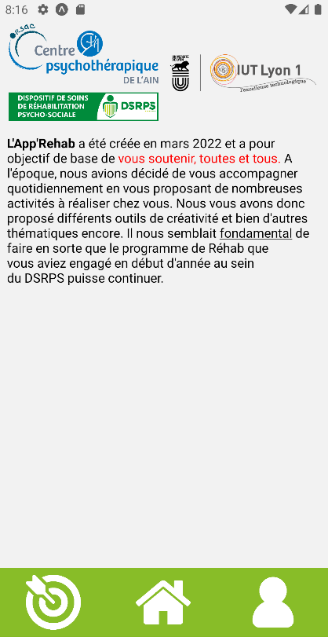 8:16
ORSAC
Centre
psychothérapique
DE L'AIN
IUT Lyon 1
DISPOSITIF DE SOINS
DE RÉHABILITATION
PSYCHO-SOCIALE
DSRPS
L'App'Rehab a été créée en mars 2022 et a pour
objectif de base de vous soutenir, toutes et tous. A
l'époque, nous avions décidé de vous accompagner
quotidiennement en vous proposant de nombreuses
activités à réaliser chez vous. Nous vous avons donc
proposé différents outils de créativité et bien d'autres
thématiques encore. Il nous semblait fondamental de
faire en sorte que le programme de Réhab que
vous aviez engagé en début d'année au sein
du DSRPS puisse continuer.